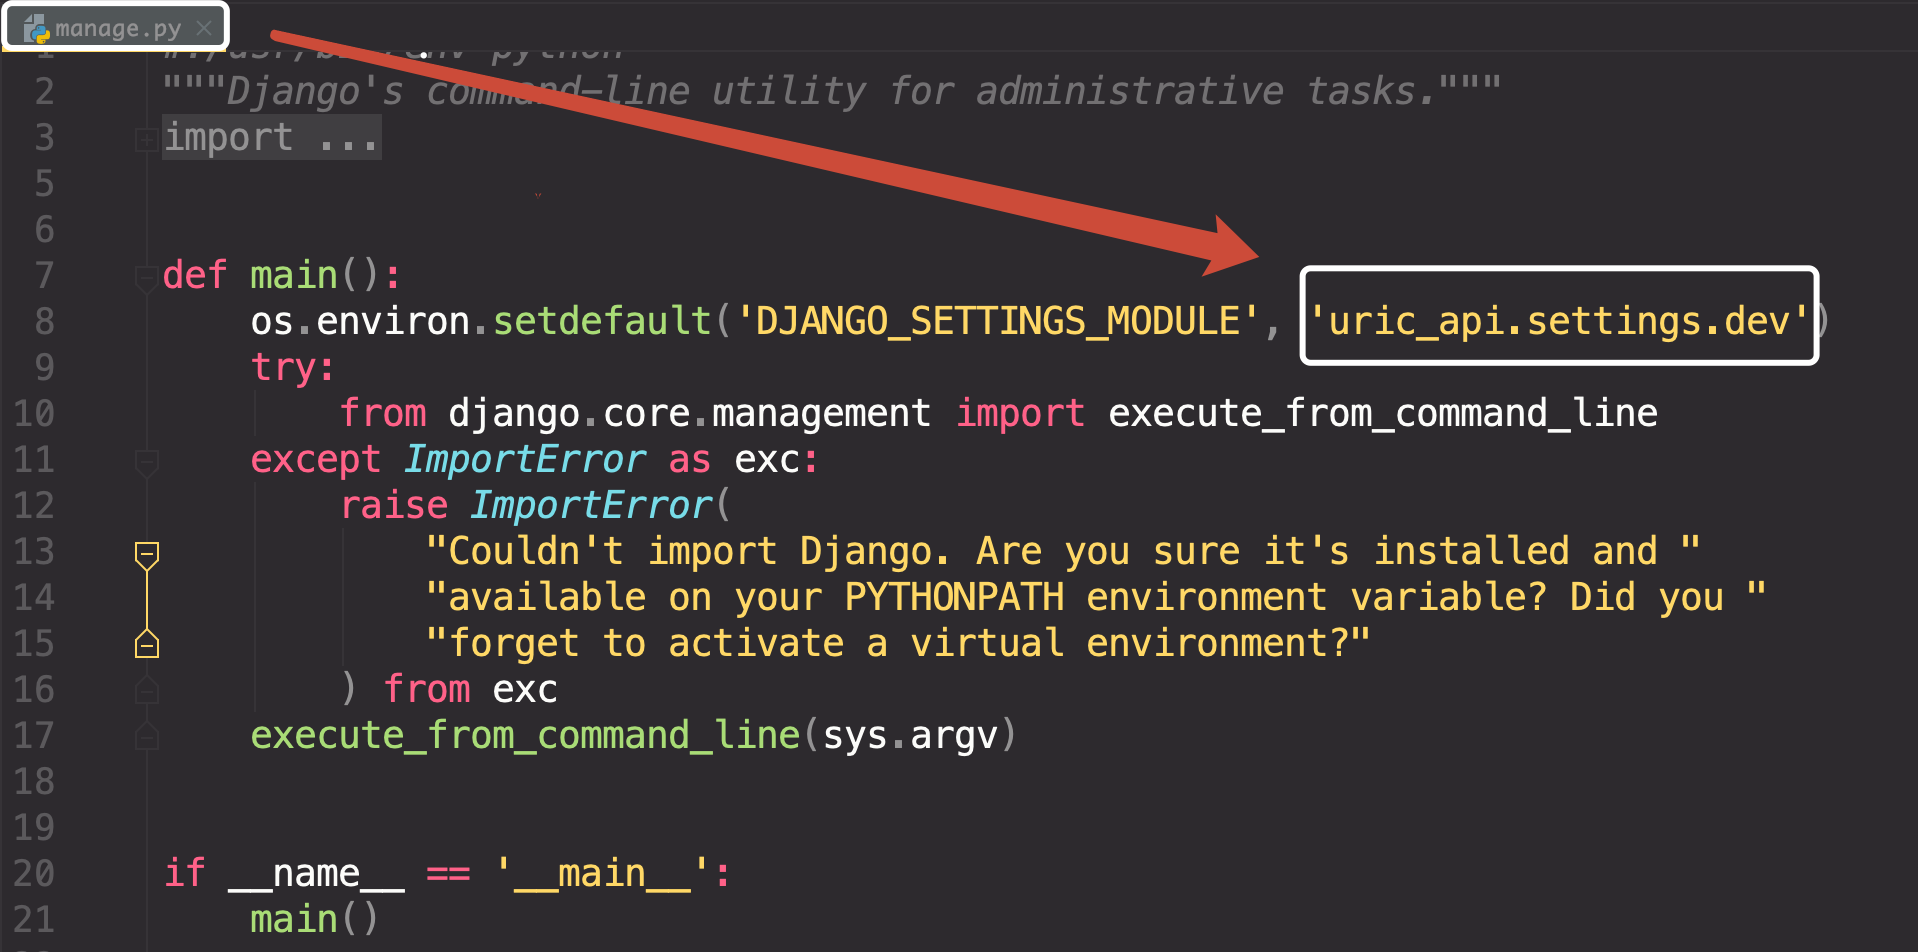 manage.py
1
2 """Django's command-line utility for administrative tasks."""
3 import ...
5
6
7 def main():
8 os.environ.setdefault('DJANGO_SETTINGS_MODULE', 'uric_api.settings.dev')
9 try:
10 from django.core.management import execute_from_command_line
11 except ImportError as exc:
12 raise ImportError(
13 "Couldn't import Django. Are you sure it's installed and "
14 "available on your PYTHONPATH environment variable? Did you "
15 "forget to activate a virtual environment?"
16 ) from exc
17 execute_from_command_line(sys.argv)
18
19
20 if __name__ == '__main__':
21 main()